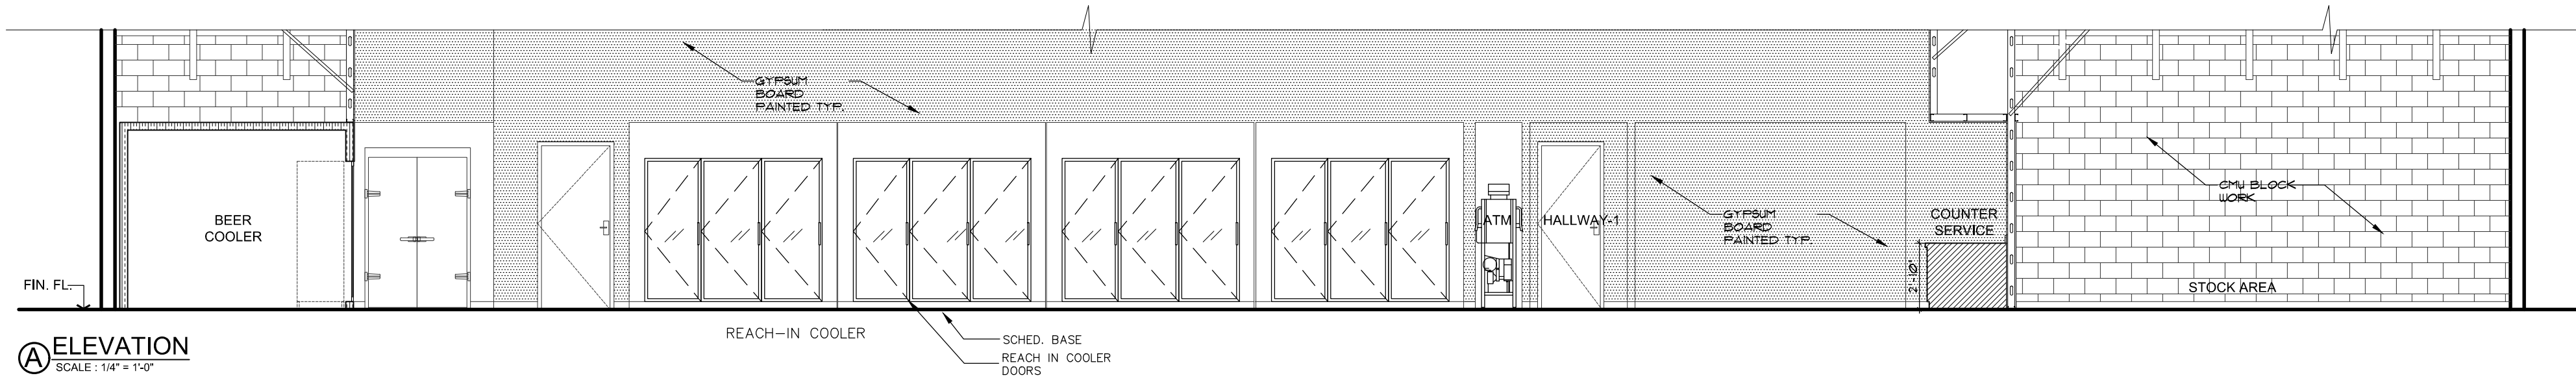 GYPSUM
BOARD
PAINTED TYP.
BEER
COOLER
ATM
HALLWAY-1
GYPSUM
BOARD
PAINTED TYP.
COUNTER
SERVICE
2'-10"
CMU BLOCK
WORK
STOCK AREA
FIN. FL.
REACH-IN COOLER
SCHED. BASE
REACH IN COOLER
DOORS
A ELEVATION
SCALE : 1/4" = 1'-0"